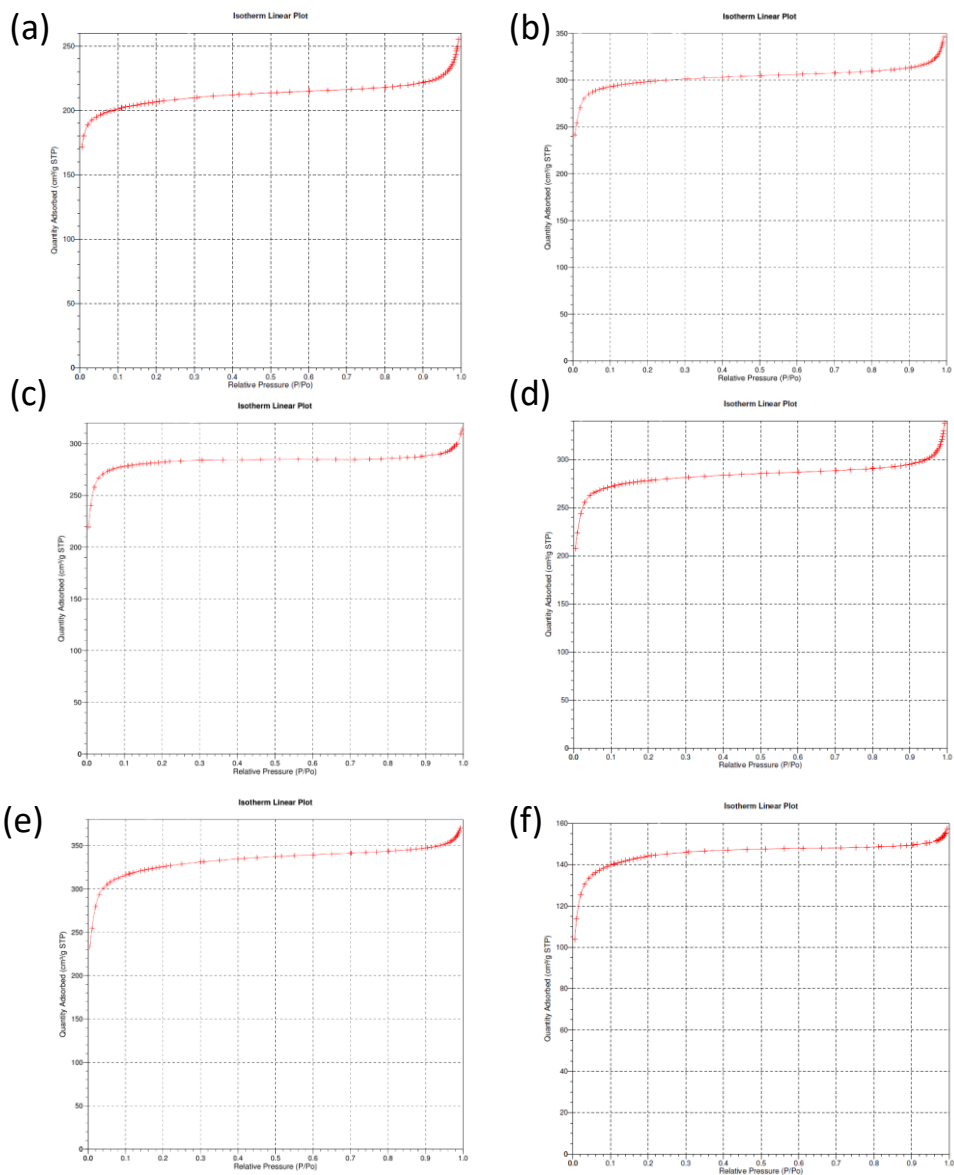 (a)
Isotherm Linear Plot
Quantity Adsorbed (cm³/g STP)
250
200
150
100
50
0
0.0 0.1 0.2 0.3 0.4 0.5 0.6 0.7 0.8 0.9 1.0
Relative Pressure (P/Po)
(b)
Isotherm Linear Plot
Quantity Adsorbed (cm³/g STP)
350
300
250
200
150
100
50
0
0.0 0.1 0.2 0.3 0.4 0.5 0.6 0.7 0.8 0.9 1.0
Relative Pressure (P/Po)
(c)
Isotherm Linear Plot
Quantity Adsorbed (cm³/g STP)
300
250
200
150
100
50
0
0.0 0.1 0.2 0.3 0.4 0.5 0.6 0.7 0.8 0.9 1.0
Relative Pressure (P/Po)
(d)
Isotherm Linear Plot
Quantity Adsorbed (cm³/g STP)
300
250
200
150
100
50
0
0.0 0.1 0.2 0.3 0.4 0.5 0.6 0.7 0.8 0.9 1.0
Relative Pressure (P/Po)
(e)
Isotherm Linear Plot
Quantity Adsorbed (cm³/g STP)
350
300
250
200
150
100
50
0
0.0 0.1 0.2 0.3 0.4 0.5 0.6 0.7 0.8 0.9 1.0
Relative Pressure (P/Po)
(f)
Isotherm Linear Plot
Quantity Adsorbed (cm³/g STP)
160
140
120
100
80
60
40
20
0
0.0 0.1 0.2 0.3 0.4 0.5 0.6 0.7 0.8 0.9 1.0
Relative Pressure (P/Po)